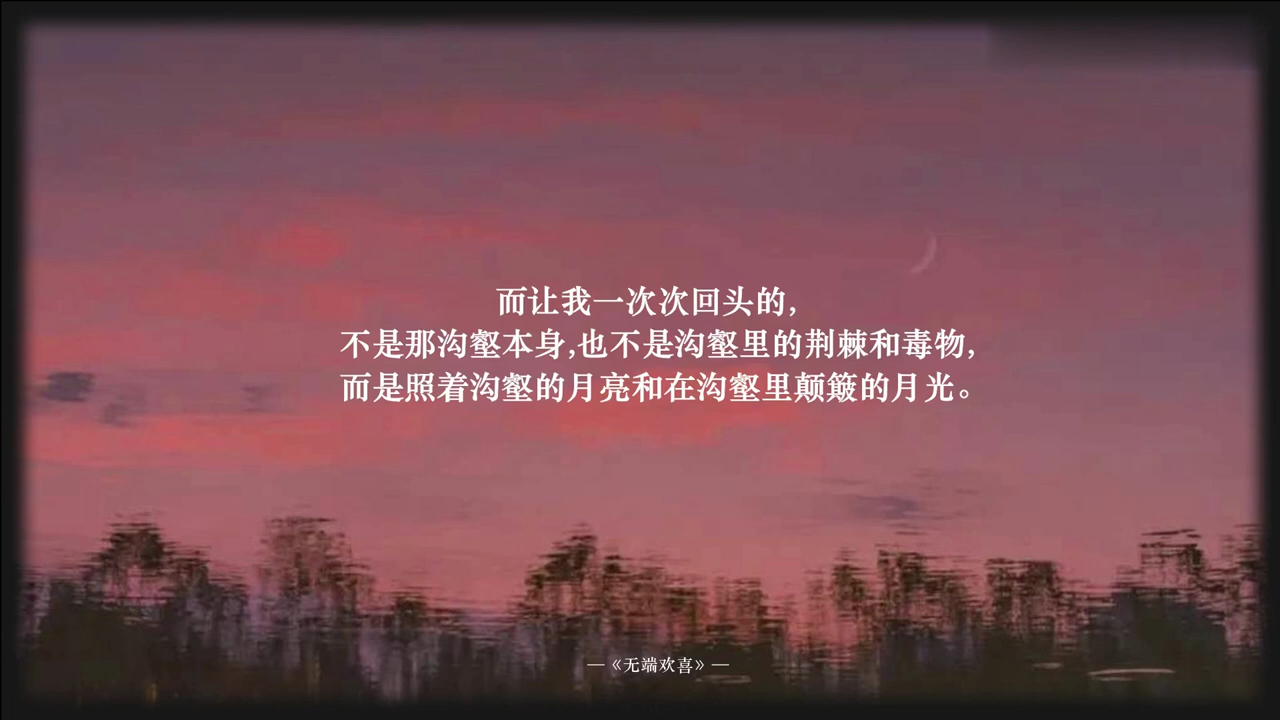 而让我一次次回头的,
不是那沟壑本身,也不是沟壑里的荆棘和毒物,
而是照着沟壑的月亮和在沟壑里颠簸的月光。
—《无端欢喜》—